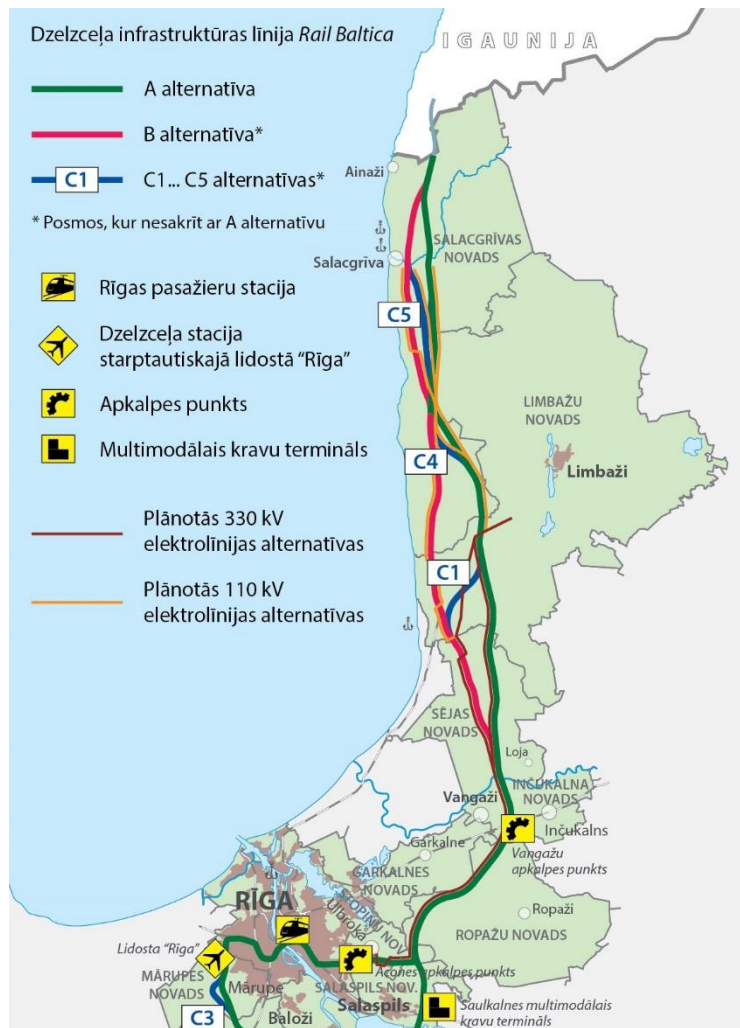 Dzelzceļa infrastruktūras līnija Rail Baltica
IGAUNIJA
A alternatīva
B alternatīva*
C1 C1... C5 alternatīvas*
* Posmos, kur nesakrīt ar A alternatīvu
Ainaži
SALACGRĪVAS
NOVADS
Salacgrīva
Rīgas pasažieru stacija
C5
Dzelzceļa stacija
starptautiskajā lidostā “Rīga”
Apkalpes punkts
LIMBAŽU
NOVADS
Multimodālais kravu termināls
C4
Limbaži
Plānotās 330 kV
elektrolīnijas alternatīvas
C1
Plānotās 110 kV
elektrolīnijas alternatīvas
SĒJAS
NOVADS
Loja
INČUKALNA
NOVADS
Vangaži
Inčukalns
Vangažu
apkalpes punkts
Garkalne
GARKALNES
NOVADS
RĪGA
ROPAŽU NOVADS
Ropaži
STOPIŅU NOV.
Ulbroka
Lidosta “Rīga”
Acones apkalpes punkts
MĀRUPES
NOVADS
Mārupe
SALASPILS NOV.
Salaspils
Saulkalnes multimodālais
kravu termināls
C3
Baloži